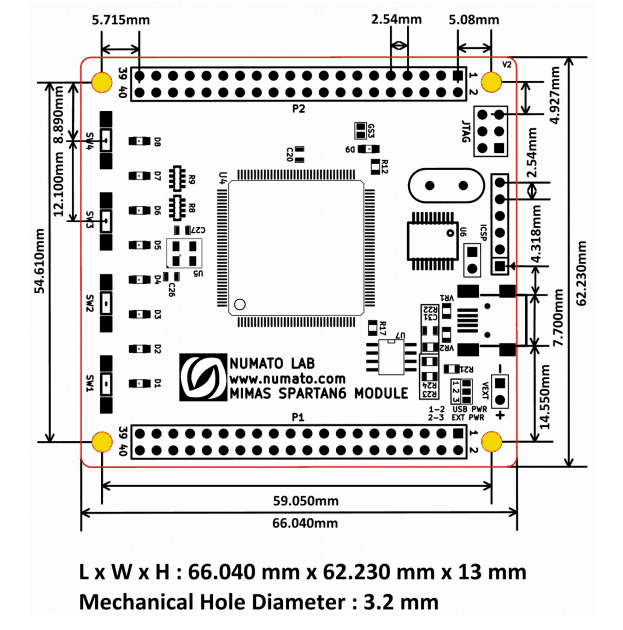 5.715mm
2.54mm
5.08mm
V2
39
40
1
2
P2
4.927mm
8.890mm
12.100mm
54.610mm
SW4
SW3
SW2
SW1
D8
D7
D6
D5
D4
D3
D2
D1
R9
R8
C27
U5
C26
U4
C20
GS3
D9
R12
JTAG
2.54mm
ICSP
U6
4.318mm
62.230mm
7.700mm
14.550mm
VR1
R22
C31
VR2
R17
U7
R21
R24
R23
1 2 3
VEXT
-
+
NUMATO LAB
www.numato.com
MIMAS SPARTAN6 MODULE
1-2 USB PWR
2-3 EXT PWR
P1
39
40
1
2
59.050mm
66.040mm
L x W x H : 66.040 mm x 62.230 mm x 13 mm
Mechanical Hole Diameter : 3.2 mm